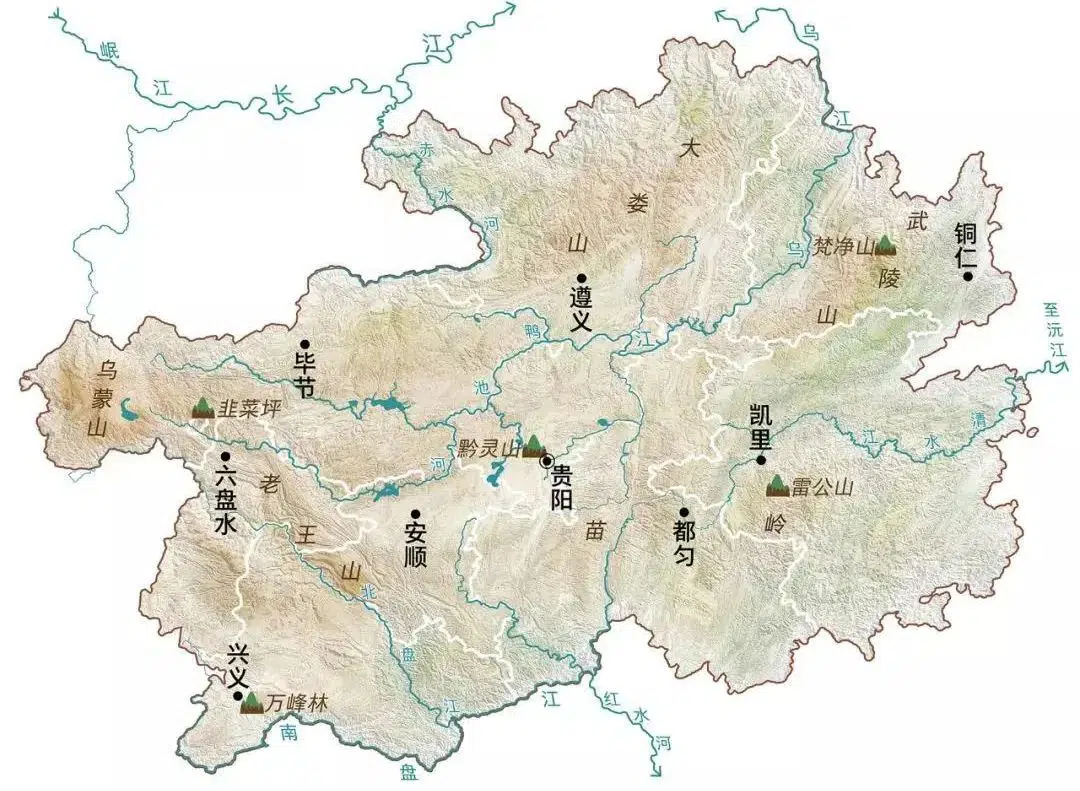 岷江
长江
乌江
赤水河
大娄山
武陵山
梵净山
铜仁
遵义
乌江
至沅江
毕节
鸭池河
乌蒙山
韭菜坪
黔灵山
贵阳
凯里
清水江
六盘水
老王山
安顺
苗岭
都匀
雷公山
北盘江
兴义
万峰林
南盘江
红水河